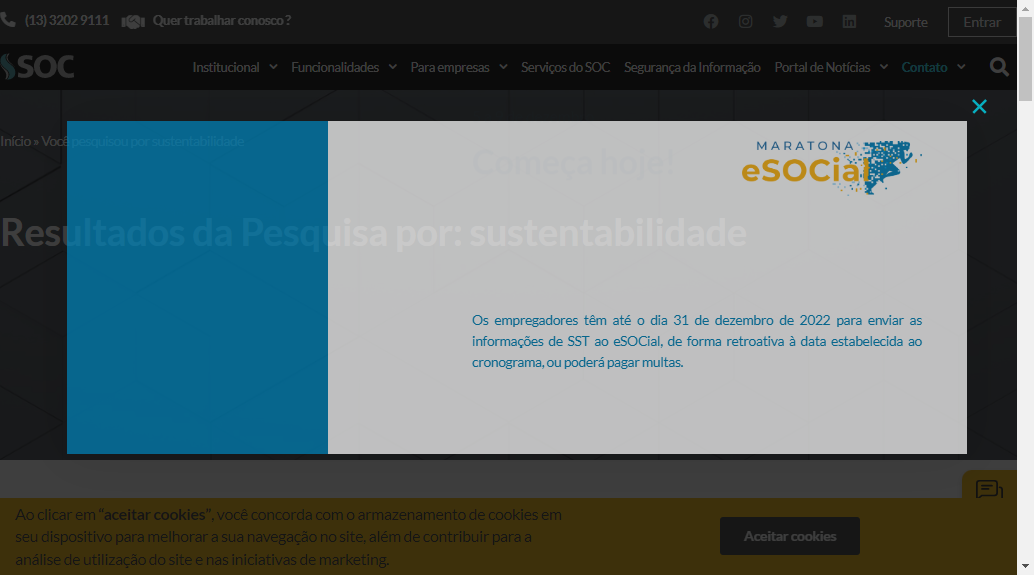 (13) 3202 9111 Quer trabalhar conosco ?
Suporte
Entrar
SOC
Institucional Funcionalidades Para empresas Serviços do SOC Segurança da Informação Portal de Notícias Contato
Início » Você pesquisou por sustentabilidade
MARATONA
eSOCial
Começa hoje!
Resultados da Pesquisa por: sustentabilidade
Os empregadores têm até o dia 31 de dezembro de 2022 para enviar as
informações de SST ao eSOCial, de forma retroativa à data estabelecida ao
cronograma, ou poderá pagar multas.
Ao clicar em “aceitar cookies”, você concorda com o armazenamento de cookies em
seu dispositivo para melhorar a sua navegação no site, além de contribuir para a
análise de utilização do site e nas iniciativas de marketing.
Aceitar cookies